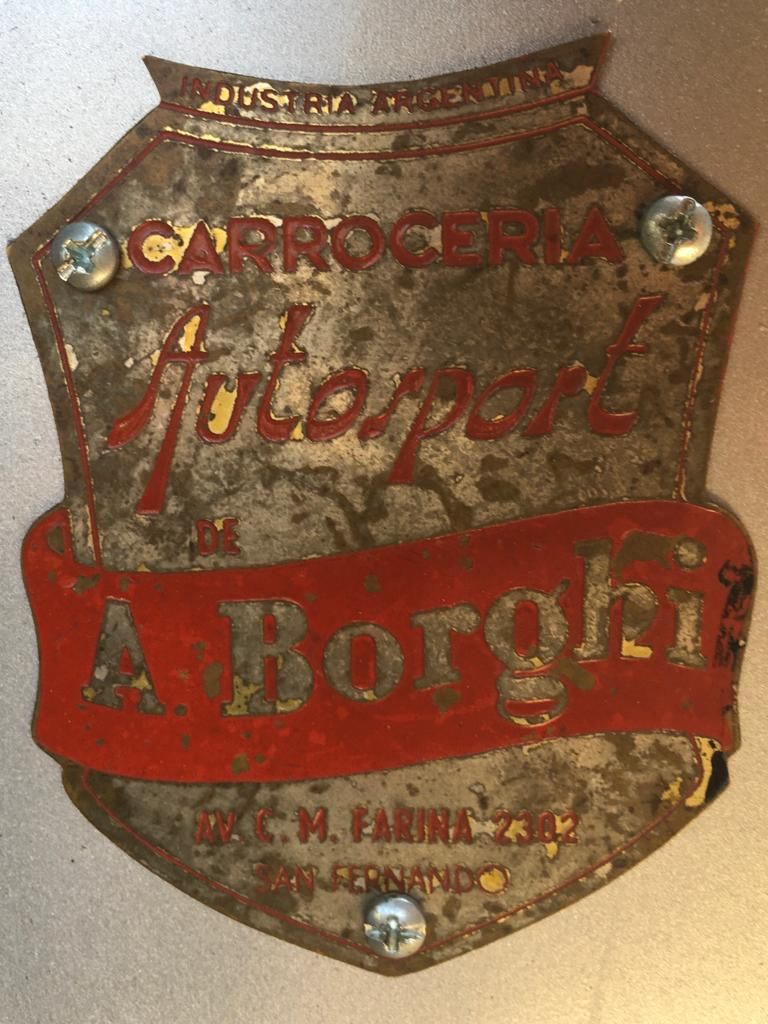 INDUSTRIA ARGENTINA
CARROCERIA
Autosport
DE
A. Borghi
AV. C. M. FARINA 2302
SAN FERNANDO